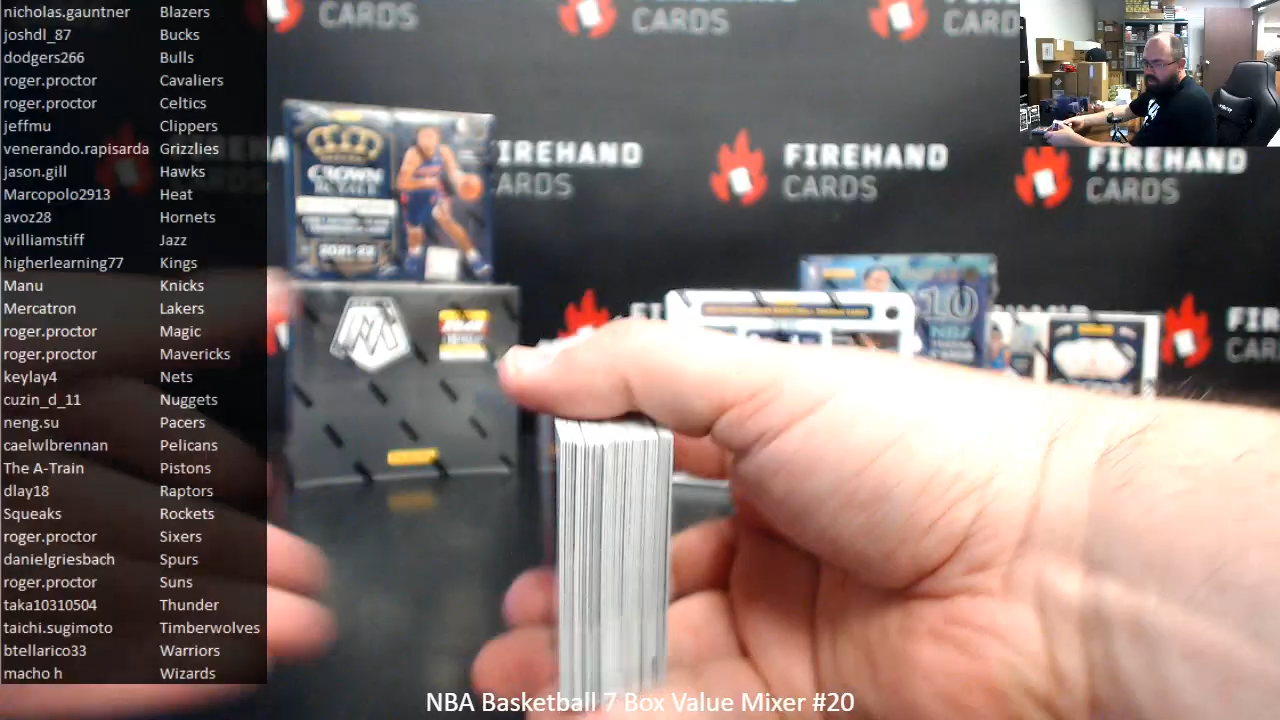 nicholas.gauntner Blazers
joshdl_87 Bucks
dodgers266 Bulls
roger.proctor Cavaliers
roger.proctor Celtics
jeffmu Clippers
venerando.rapisarda Grizzlies
jason.gill Hawks
Marcopolo2913 Heat
avoz28 Hornets
williamstiff Jazz
higherlearning77 Kings
Manu Knicks
Mercatron Lakers
roger.proctor Magic
roger.proctor Mavericks
keylay4 Nets
cuzin_d_11 Nuggets
neng.su Pacers
caelwlbrennan Pelicans
The A-Train Pistons
dlay18 Raptors
Squeaks Rockets
roger.proctor Sixers
danielgriesbach Spurs
roger.proctor Suns
taka10310504 Thunder
taichi.sugimoto Timberwolves
btellarico33 Warriors
macho h Wizards
FIREHAND
CARDS
CARDS
CARD
CROWN
ROYALE
2021-22
FIREHAND
CARDS
FIREHAND
CARDS
FIREHAND
CARDS
10
NBA
NBA Basketball 7 Box Value Mixer #20